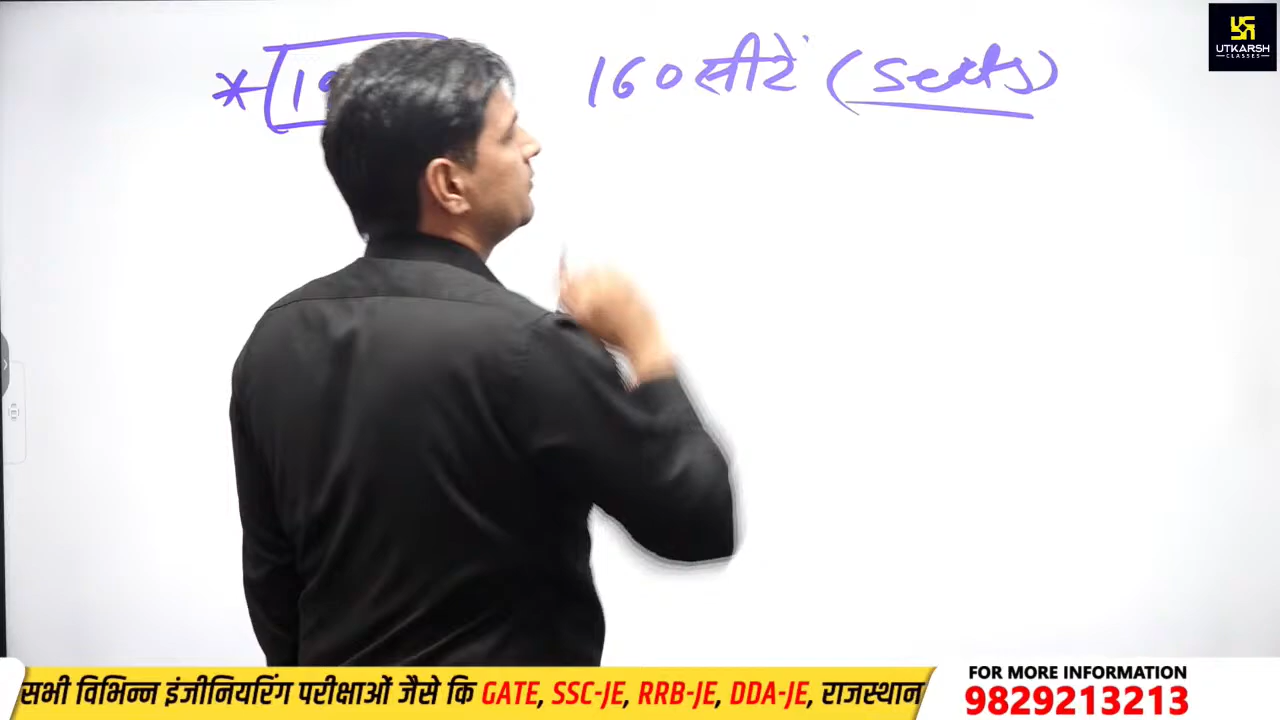 * 19 160 सीटें (Seats)
UTKARSH
CLASSES
सभी विभिन्न इंजीनियरिंग परीक्षाओं जैसे कि GATE, SSC-JE, RRB-JE, DDA-JE, राजस्थान
FOR MORE INFORMATION
9829213213